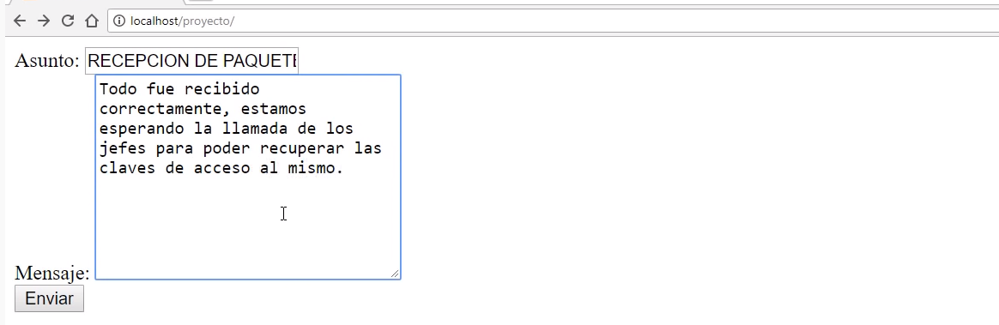 localhost/proyecto/
Asunto: RECEPCION DE PAQUET
Todo fue recibido
correctamente, estamos
esperando la llamada de los
jefes para poder recuperar las
claves de acceso al mismo.
Mensaje:
Enviar